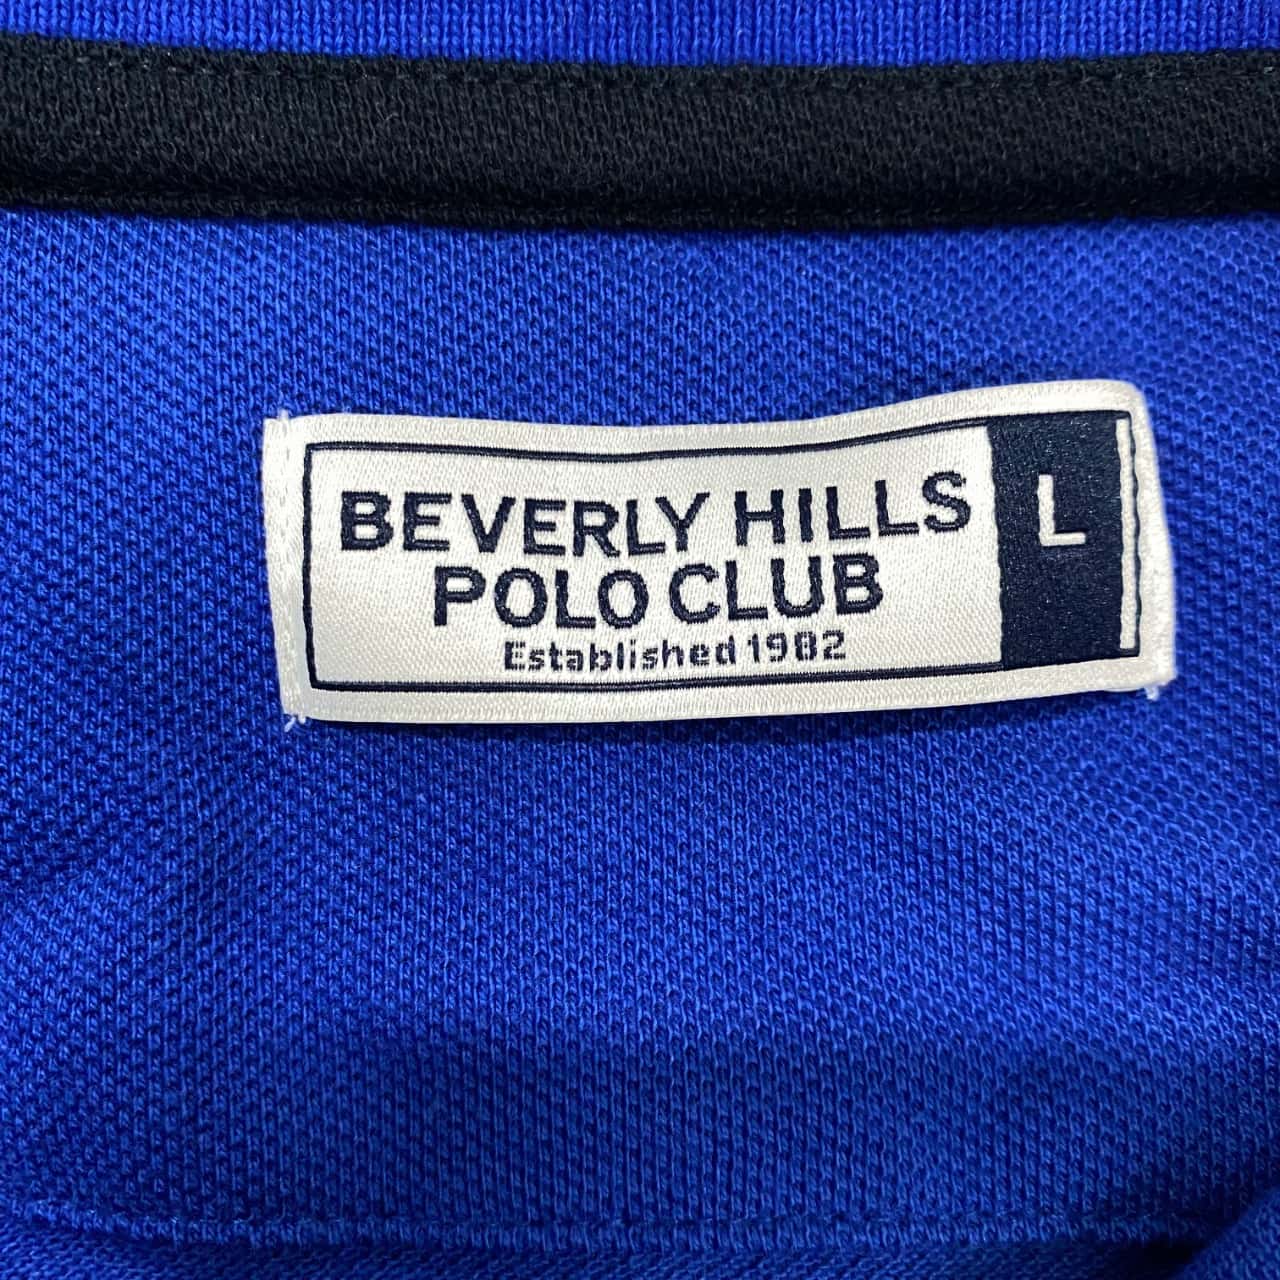 BEVERLY HILLS
POLO CLUB
Established 1982
L